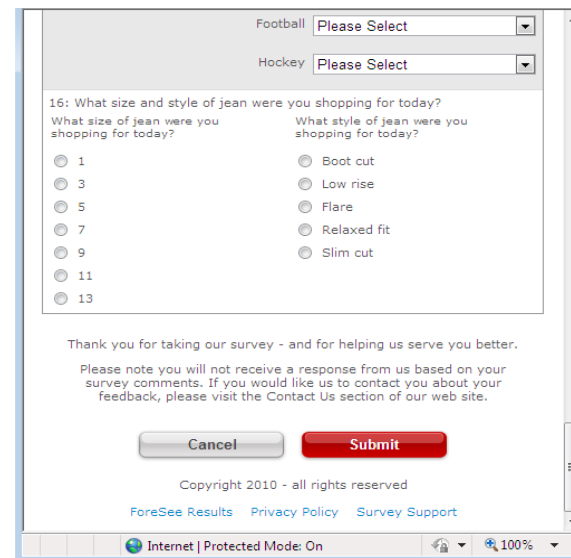 Football Please Select
Hockey Please Select
16: What size and style of jean were you shopping for today?
What size of jean were you
shopping for today?
1
3
5
7
9
11
13
What style of jean were you
shopping for today?
Boot cut
Low rise
Flare
Relaxed fit
Slim cut
Thank you for taking our survey - and for helping us serve you better.
Please note you will not receive a response from us based on your
survey comments. If you would like us to contact you about your
feedback, please visit the Contact Us section of our web site.
Cancel Submit
Copyright 2010 - all rights reserved
ForeSee Results Privacy Policy Survey Support
Internet | Protected Mode: On 100%